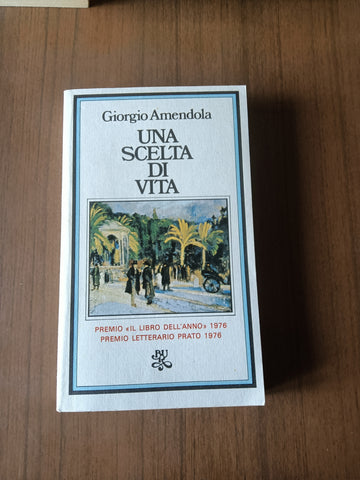 Giorgio Amendola
UNA
SCELTA
DI
VITA
PREMIO «IL LIBRO DELL'ANNO» 1976
PREMIO LETTERARIO PRATO 1976
BUR